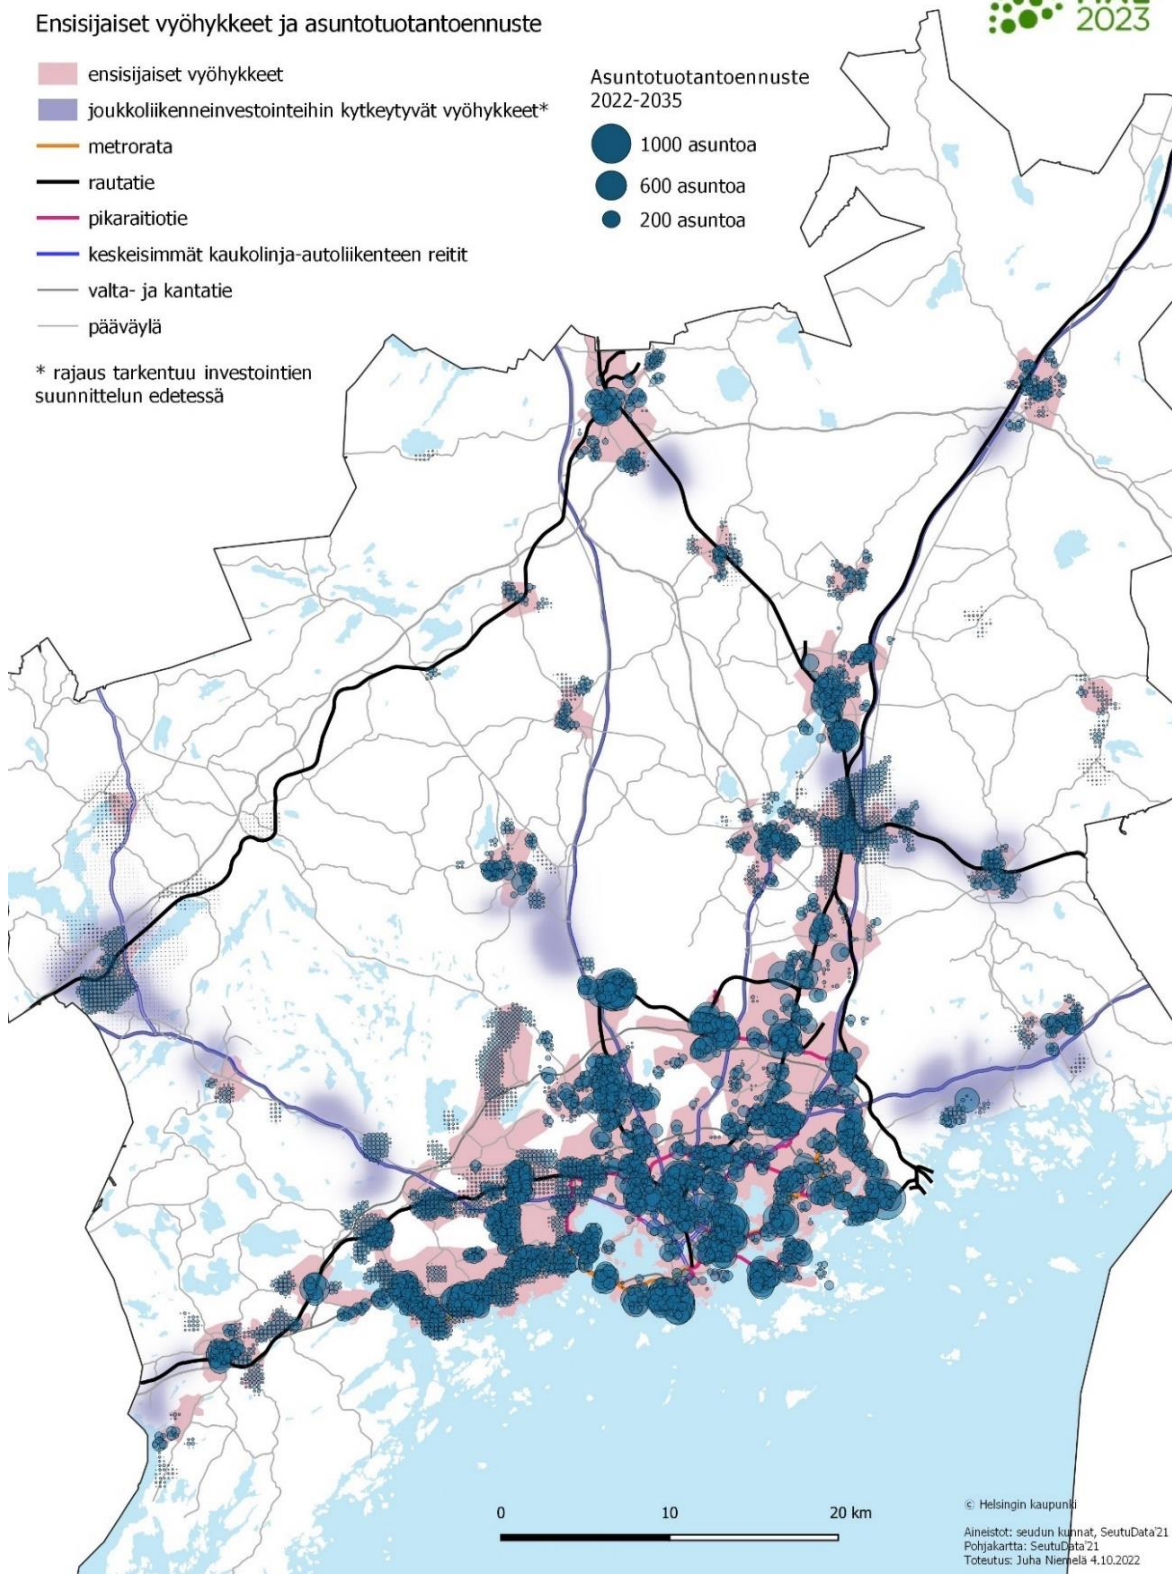 Ensisijaiset vyöhykkeet ja asuntotuotantoennuste
2023
ensisijaiset vyöhykkeet
joukkoliikenneinvestointeihin kytkeytyvät vyöhykkeet*
metrorata
rautatie
pikaraitiotie
keskeisimmät kaukolinja-autoliikenteen reitit
valta- ja kantatie
pääväylä
* rajaus tarkentuu investointien
suunnittelun edetessä
Asuntotuotantoennuste
2022-2035
1000 asuntoa
600 asuntoa
200 asuntoa
0 10 20 km
© Helsingin kaupunki
Aineistot: seudun kunnat, SeutuData'21
Pohjakartta: SeutuData'21
Toteutus: Juha Niemelä 4.10.2022